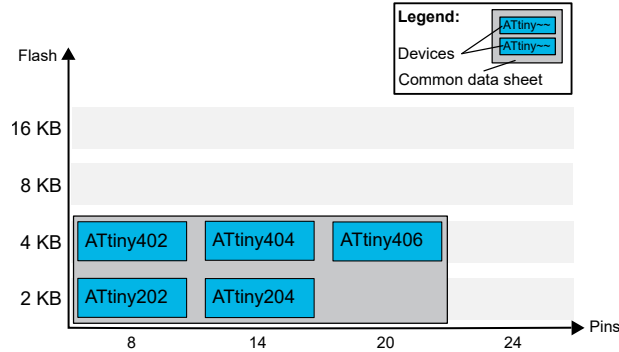 Legend:
ATtiny~~
ATtiny~~
Devices
Common data sheet
Flash
16 KB
8 KB
4 KB
ATtiny402
ATtiny404
ATtiny406
2 KB
ATtiny202
ATtiny204
Pins
8
14
20
24